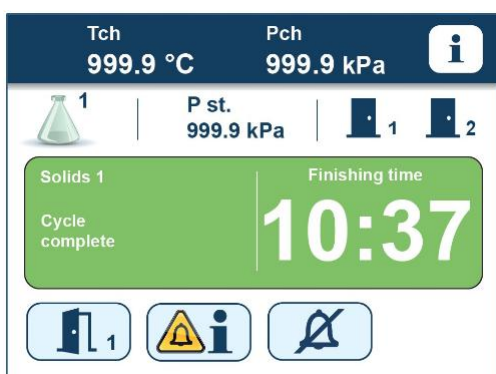 Tch Pch
999.9 °C 999.9 kPa i
1 P st.
999.9 kPa 1 2
Solids 1 Finishing time
Cycle
complete
10:37
1 i